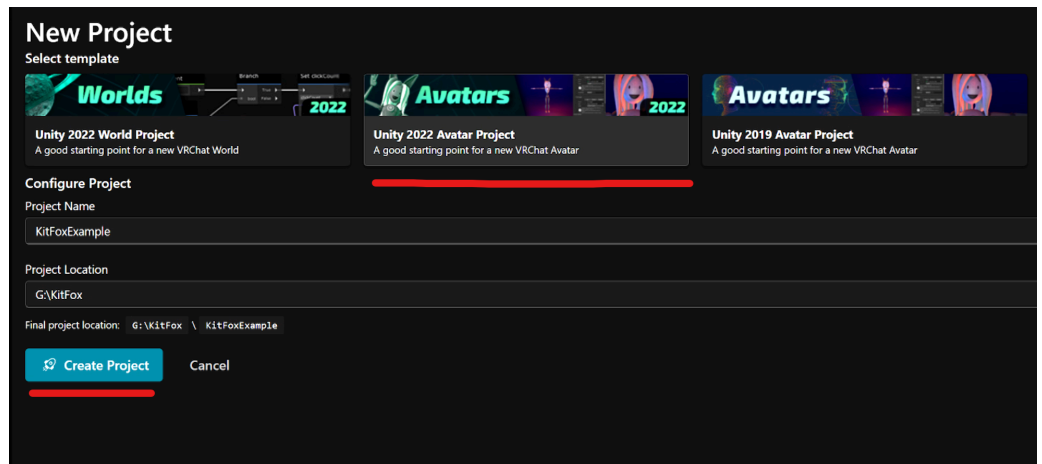 New Project
Select template
Worlds
Branch
Set clickCount
True
False
2022
Unity 2022 World Project
A good starting point for a new VRChat World
Avatars
2022
Unity 2022 Avatar Project
A good starting point for a new VRChat Avatar
Avatars
Unity 2019 Avatar Project
A good starting point for a new VRChat Avatar
Configure Project
Project Name
KitFoxExample
Project Location
G:\KitFox
Final project location: G:\KitFox \ KitFoxExample
Create Project Cancel